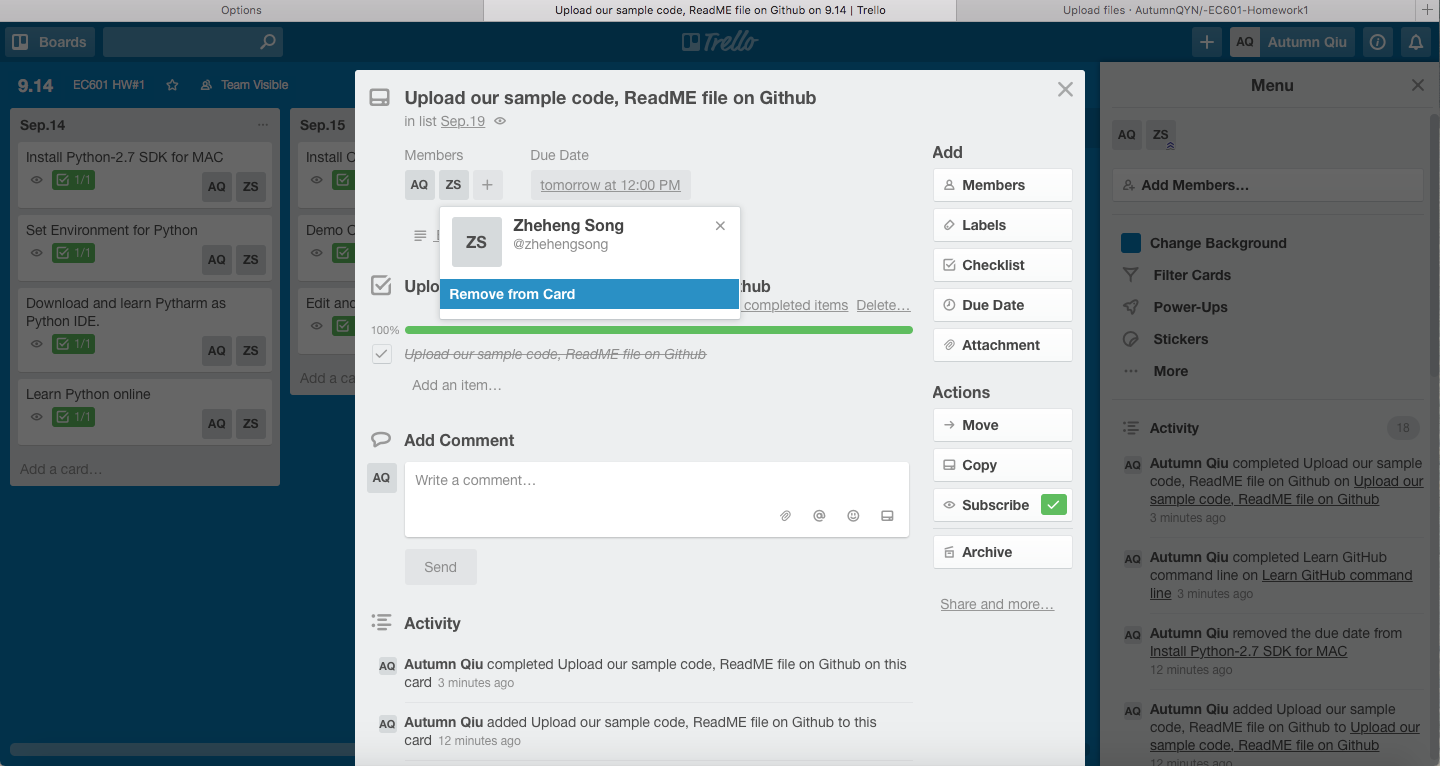 Options
Upload our sample code, ReadME file on Github on 9.14 | Trello
Upload files · AutumnQYN/-EC601-Homework1
Boards
Trello
AQ Autumn Qiu
9.14 EC601 HW#1 Team Visible
Sep.14
Install Python-2.7 SDK for MAC
1/1 AQ ZS
Set Environment for Python
1/1 AQ ZS
Download and learn Pytharm as
Python IDE.
1/1 AQ ZS
Learn Python online
1/1 AQ ZS
Add a card…
Sep.15
Install
Demo
Edit and
Add a
Upload our sample code, ReadME file on Github
in list Sep.19
Members
AQ ZS
Due Date
tomorrow at 12:00 PM
Zheheng Song
@zhehengsong
ZS
Remove from Card
completed items Delete…
100%
Upload our sample code, ReadME file on Github
Add an item…
Add Comment
AQ
Write a comment…
Send
Activity
AQ Autumn Qiu completed Upload our sample code, ReadME file on Github on this
card 3 minutes ago
AQ Autumn Qiu added Upload our sample code, ReadME file on Github to this
card 12 minutes ago
Add
Members
Labels
Checklist
Due Date
Attachment
Actions
Move
Copy
Subscribe
Archive
Share and more…
Menu
AQ ZS
Add Members…
Change Background
Filter Cards
Power-Ups
Stickers
More
Activity 18
AQ Autumn Qiu completed Upload our sample
code, ReadME file on Github on Upload our
sample code, ReadME file on Github
3 minutes ago
AQ Autumn Qiu completed Learn GitHub
command line on Learn GitHub command
line 3 minutes ago
AQ Autumn Qiu removed the due date from
Install Python-2.7 SDK for MAC
12 minutes ago
AQ Autumn Qiu added Upload our sample
code, ReadME file on Github to Upload our
sample code, ReadME file on Github
12 minutes ago